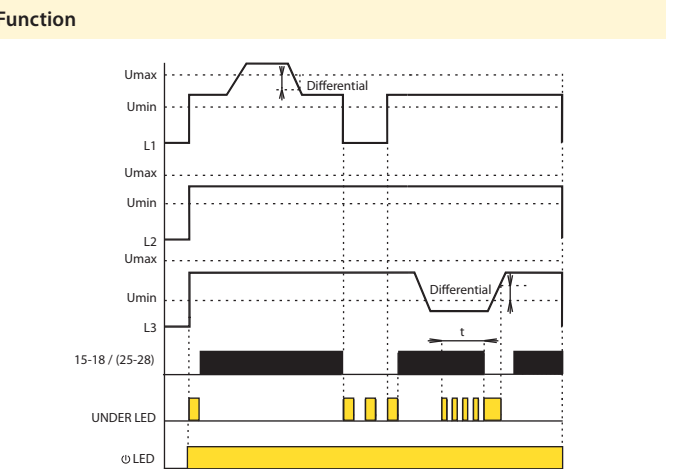 Function
Umax
Differential
Umin
L1
Umax
Umin
L2
Umax
Differential
Umin
L3
t
15-18 / (25-28)
UNDER LED
⏻ LED